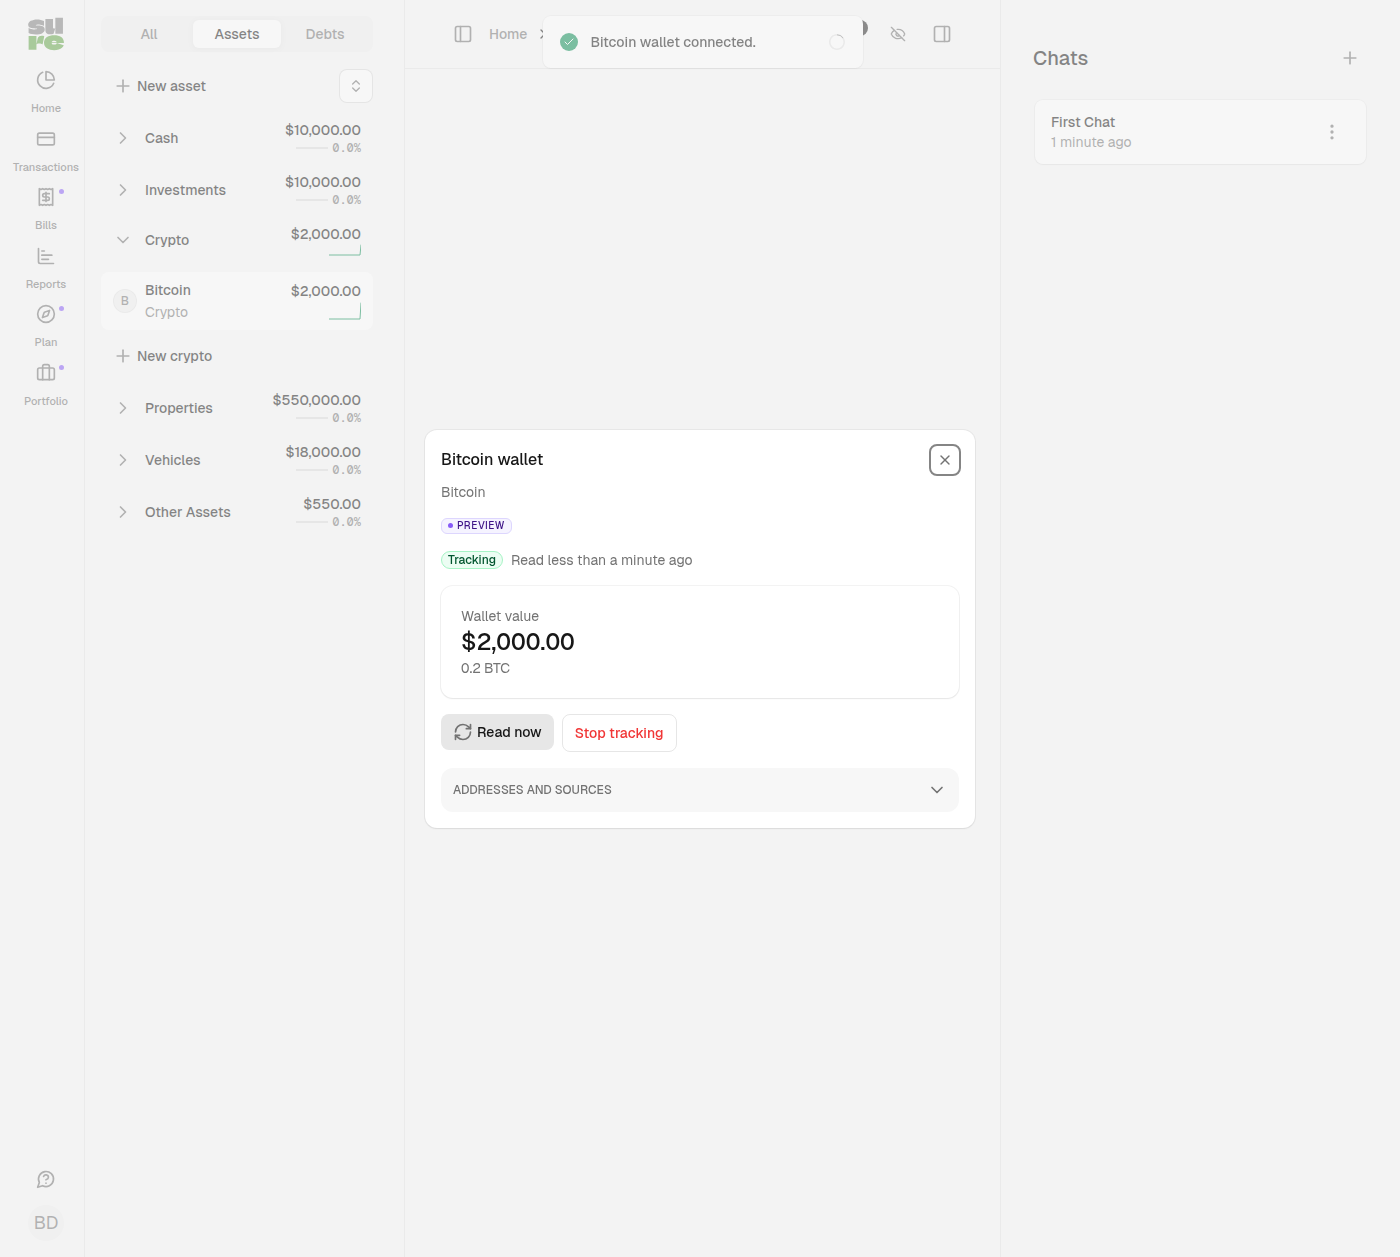 sure
Home
Transactions
Bills
Reports
Plan
Portfolio
BD
All
Assets
Debts
New asset
Cash
$10,000.00
0.0%
Investments
$10,000.00
0.0%
Crypto
$2,000.00
B
Bitcoin
Crypto
$2,000.00
New crypto
Properties
$550,000.00
0.0%
Vehicles
$18,000.00
0.0%
Other Assets
$550.00
0.0%
Home
Bitcoin wallet connected.
Bitcoin wallet
Bitcoin
PREVIEW
Tracking
Read less than a minute ago
Wallet value
$2,000.00
0.2 BTC
Read now
Stop tracking
ADDRESSES AND SOURCES
Chats
First Chat
1 minute ago